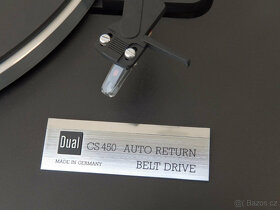 Dual
CS 450 AUTO RETURN
MADE IN GERMANY
BELT DRIVE
Bazos.cz